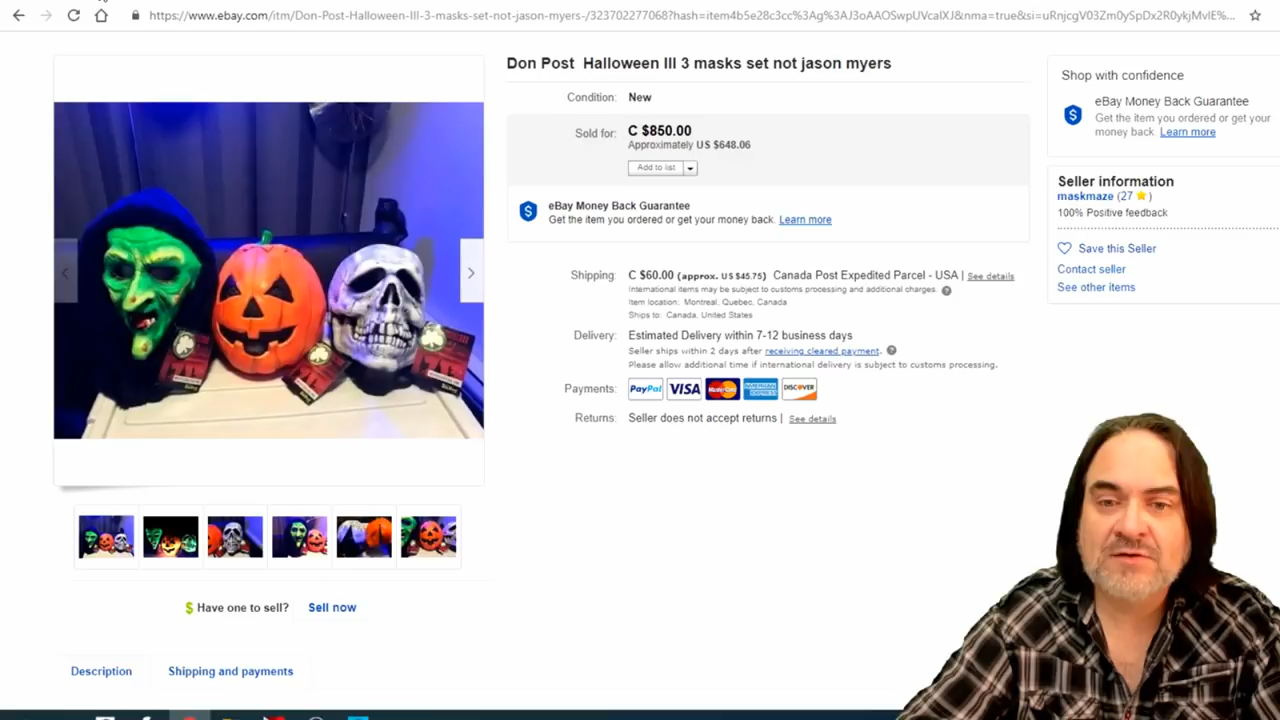 https://www.ebay.com/itm/Don-Post-Halloween-III-3-masks-set-not-jason-myers-/323702277068?hash=item4b5e28c3cc%3Ag%3AJ3oAAOSwpUVcaIXJ&nma=true&si=uRnjcgV03Zm0ySpDx2R0ykjMvlE%...
Don Post Halloween III 3 masks set not jason myers
Condition: New
Sold for: C $850.00
Approximately US $648.06
Add to list
eBay Money Back Guarantee
Get the item you ordered or get your money back. Learn more
Shipping: C $60.00 (approx. US $45.75) Canada Post Expedited Parcel - USA | See details
International items may be subject to customs processing and additional charges.
Item location: Montreal, Quebec, Canada
Ships to: Canada, United States
Delivery: Estimated Delivery within 7-12 business days
Seller ships within 2 days after receiving cleared payment.
Please allow additional time if international delivery is subject to customs processing.
Payments: PayPal VISA MasterCard AMERICAN EXPRESS DISCOVER
Returns: Seller does not accept returns | See details
Shop with confidence
eBay Money Back Guarantee
Get the item you ordered or get your
money back. Learn more
Seller information
maskmaze (27)
100% Positive feedback
Save this Seller
Contact seller
See other items
$ Have one to sell? Sell now
Description
Shipping and payments